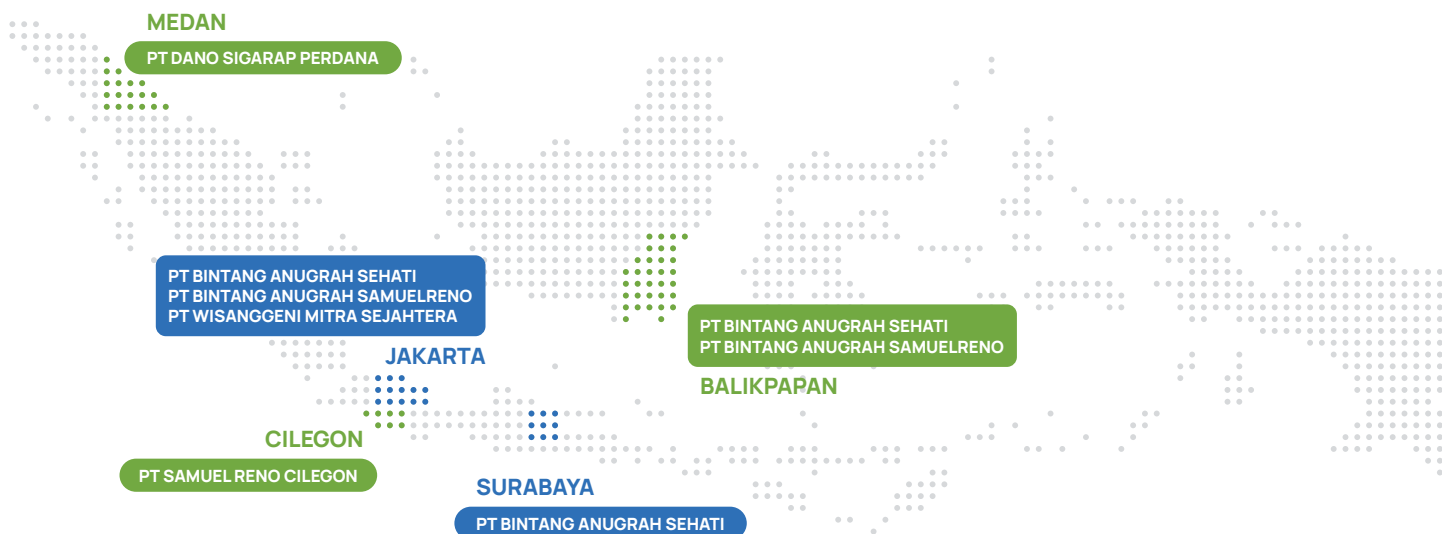 MEDAN
PT DANO SIGARAP PERDANA
PT BINTANG ANUGRAH SEHATI
PT BINTANG ANUGRAH SAMUELRENO
PT WISANGGENI MITRA SEJAHTERA
JAKARTA
PT BINTANG ANUGRAH SEHATI
PT BINTANG ANUGRAH SAMUELRENO
BALIKPAPAN
CILEGON
PT SAMUEL RENO CILEGON
SURABAYA
PT BINTANG ANUGRAH SEHATI